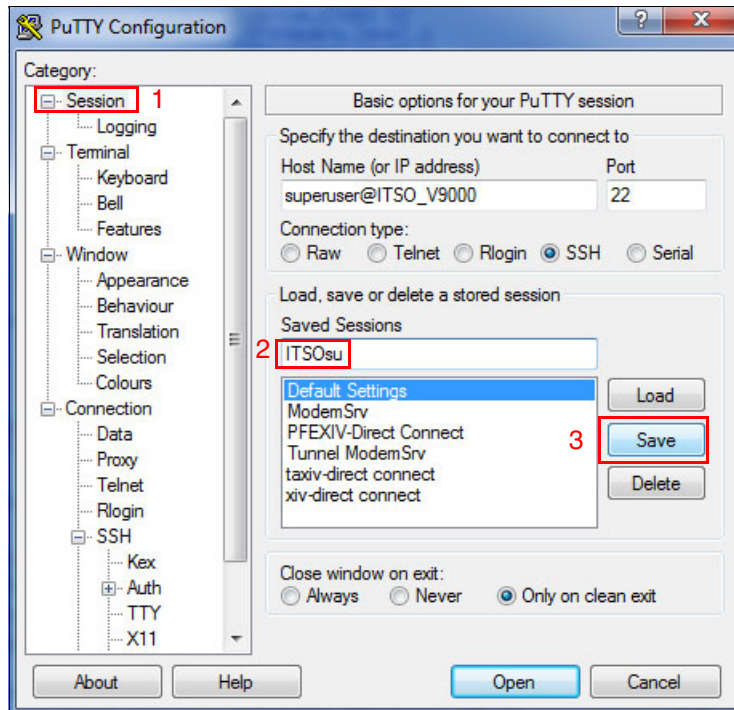 PuTTY Configuration
?
X
Category:
Session 1
Logging
Terminal
Keyboard
Bell
Features
Window
Appearance
Behaviour
Translation
Selection
Colours
Connection
Data
Proxy
Telnet
Rlogin
SSH
Kex
Auth
TTY
X11
Basic options for your PuTTY session
Specify the destination you want to connect to
Host Name (or IP address) Port
superuser@ITSO_V9000 22
Connection type:
Raw Telnet Rlogin SSH Serial
Load, save or delete a stored session
Saved Sessions
2 ITSOsu
Default Settings
ModemSrv
PFEXIV-Direct Connect
Tunnel ModemSrv
taxiv-direct connect
xiv-direct connect
Load
3 Save
Delete
Close window on exit:
Always Never Only on clean exit
About Help Open Cancel